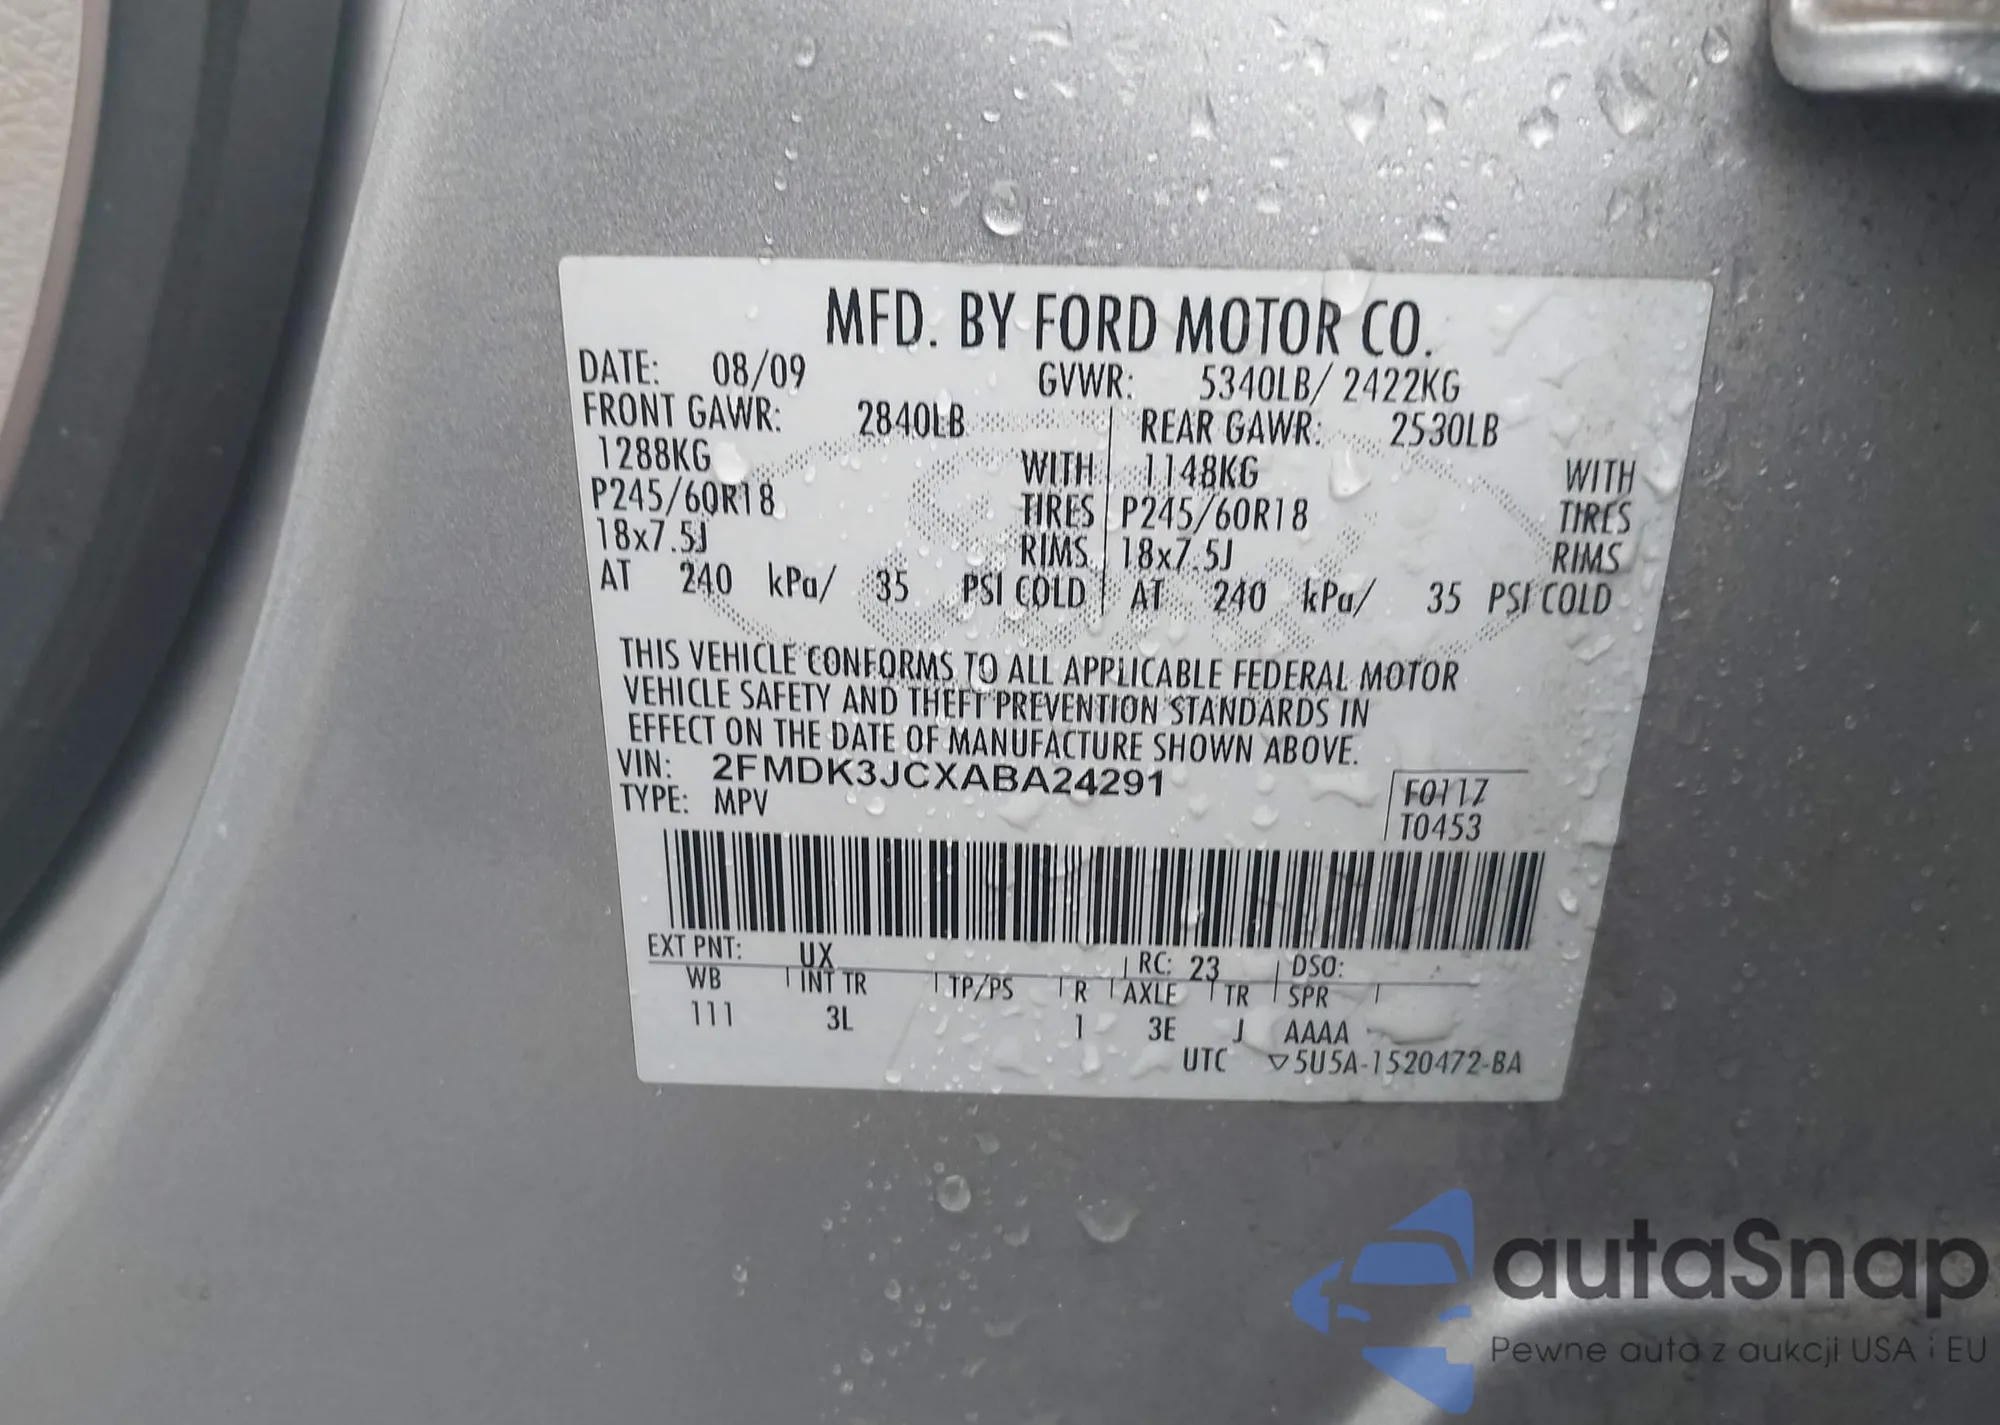 MFD. BY FORD MOTOR CO.
DATE: 08/09 GVWR: 5340LB/ 2422KG
FRONT GAWR: 2840LB REAR GAWR: 2530LB
1288KG WITH 1148KG WITH
P245/60R18 TIRES P245/60R18 TIRES
18x7.5J RIMS 18x7.5J RIMS
AT 240 kPa/ 35 PSI COLD AT 240 kPa/ 35 PSI COLD
THIS VEHICLE CONFORMS TO ALL APPLICABLE FEDERAL MOTOR
VEHICLE SAFETY AND THEFT PREVENTION STANDARDS IN
EFFECT ON THE DATE OF MANUFACTURE SHOWN ABOVE.
VIN: 2FMDK3JCXABA24291
TYPE: MPV
F0117
T0453
EXT PNT: UX RC: 23 DSO:
WB INT TR TP/PS R AXLE TR SPR
111 3L 1 3E J AAAA
UTC ▽5U5A-1520472-BA
autaSnap
Pewne auta z aukcji USA i EU